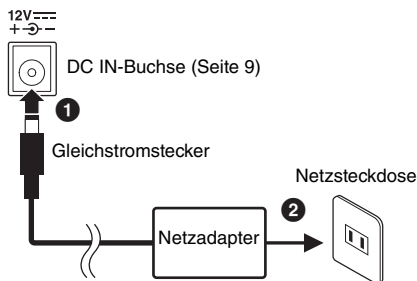 12V
+ -
DC IN-Buchse (Seite 9)
1
Gleichstromstecker
Netzsteckdose
2
Netzadapter